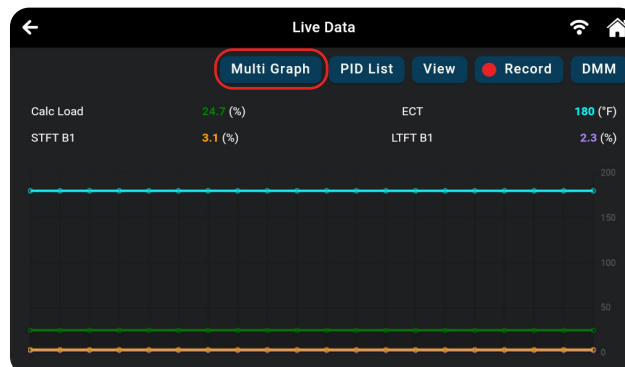 Live Data
Multi Graph PID List View Record DMM
Calc Load 24.7 (%) ECT 180 (°F)
STFT B1 3.1 (%) LTFT B1 2.3 (%)
200
150
100
50
0